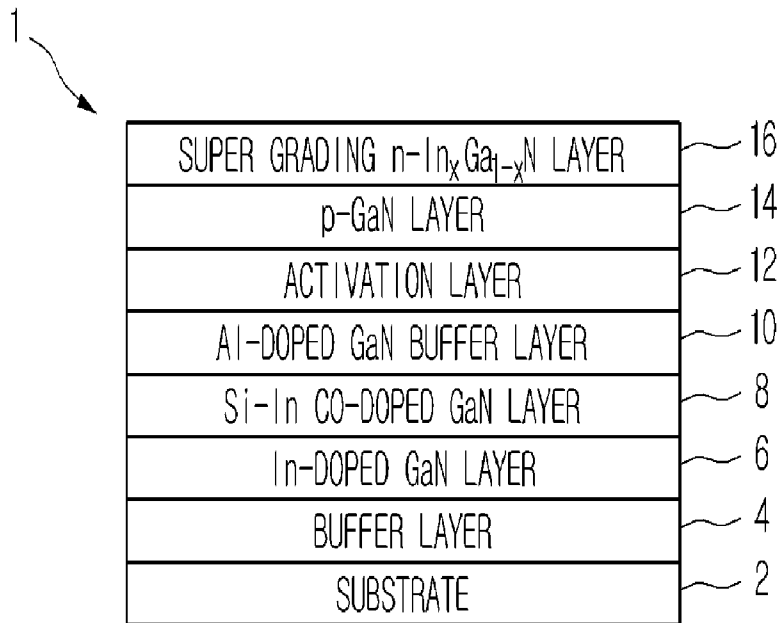 1
SUPER GRADING n-InₓGa₁₋ₓN LAYER 16
p-GaN LAYER 14
ACTIVATION LAYER 12
Al-DOPED GaN BUFFER LAYER 10
Si-In CO-DOPED GaN LAYER 8
In-DOPED GaN LAYER 6
BUFFER LAYER 4
SUBSTRATE 2